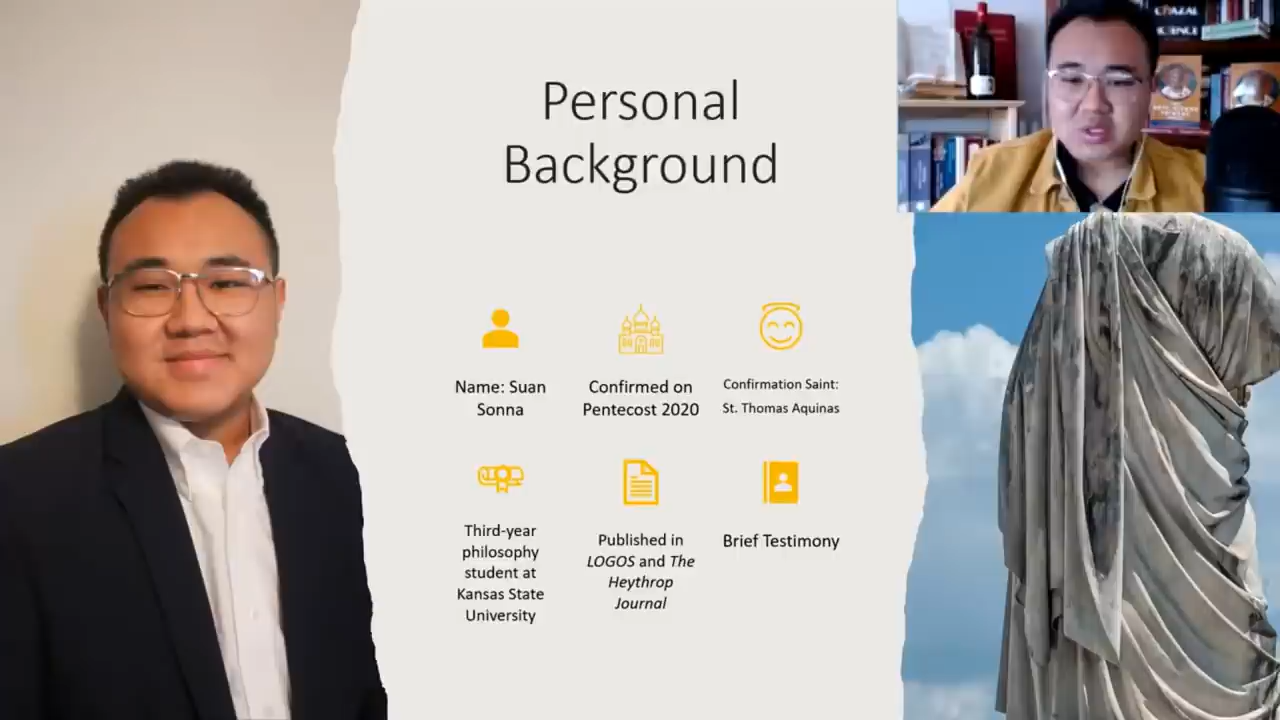 Personal
Background
Name: Suan
Sonna
Confirmed on
Pentecost 2020
Confirmation Saint:
St. Thomas Aquinas
Third-year
philosophy
student at
Kansas State
University
Published in
LOGOS and The
Heythrop
Journal
Brief Testimony